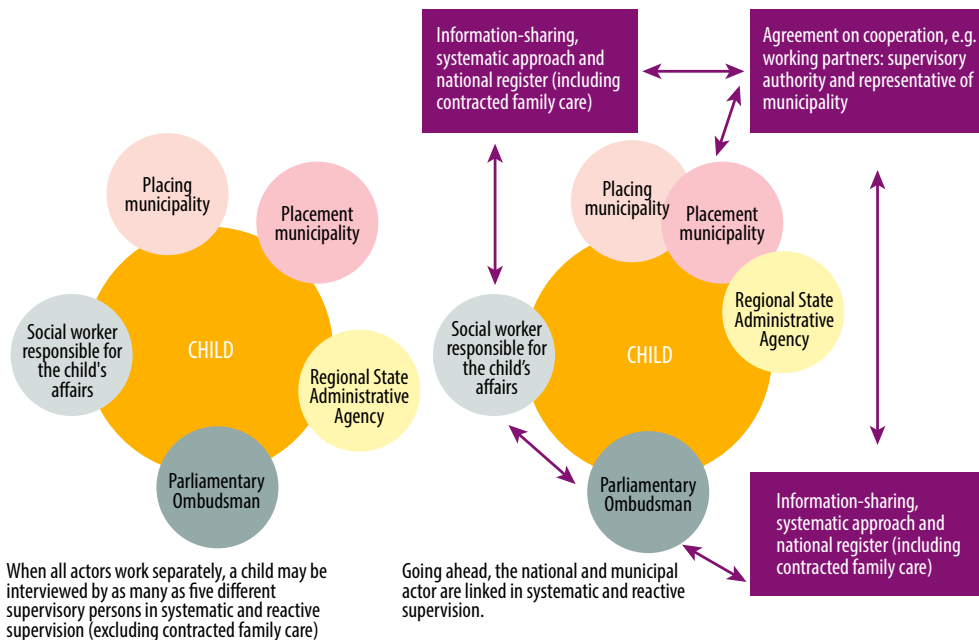 Placing
municipality
Placement
municipality
Social worker
responsible for
the child's
affairs
CHILD
Regional State
Administrative
Agency
Parliamentary
Ombudsman
When all actors work separately, a child may be
interviewed by as many as five different
supervisory persons in systematic and reactive
supervision (excluding contracted family care)
Information-sharing,
systematic approach and
national register (including
contracted family care)
Agreement on cooperation, e.g.
working partners: supervisory
authority and representative of
municipality
Placing
municipality
Placement
municipality
Regional State
Administrative
Agency
Social worker
responsible for
the child’s
affairs
CHILD
Parliamentary
Ombudsman
Information-sharing,
systematic approach and
national register (including
contracted family care)
Going ahead, the national and municipal
actor are linked in systematic and reactive
supervision.